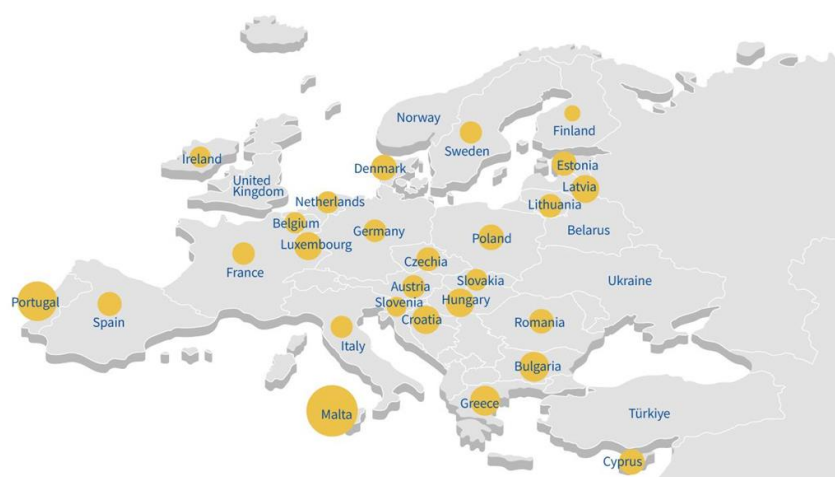 Norway
Finland
Sweden
Ireland
Denmark
Estonia
United
Kingdom
Latvia
Netherlands
Lithuania
Belgium
Germany
Poland
Belarus
Luxembourg
France
Czechia
Slovakia
Ukraine
Austria
Portugal
Slovenia
Hungary
Spain
Croatia
Romania
Italy
Bulgaria
Greece
Malta
Türkiye
Cyprus